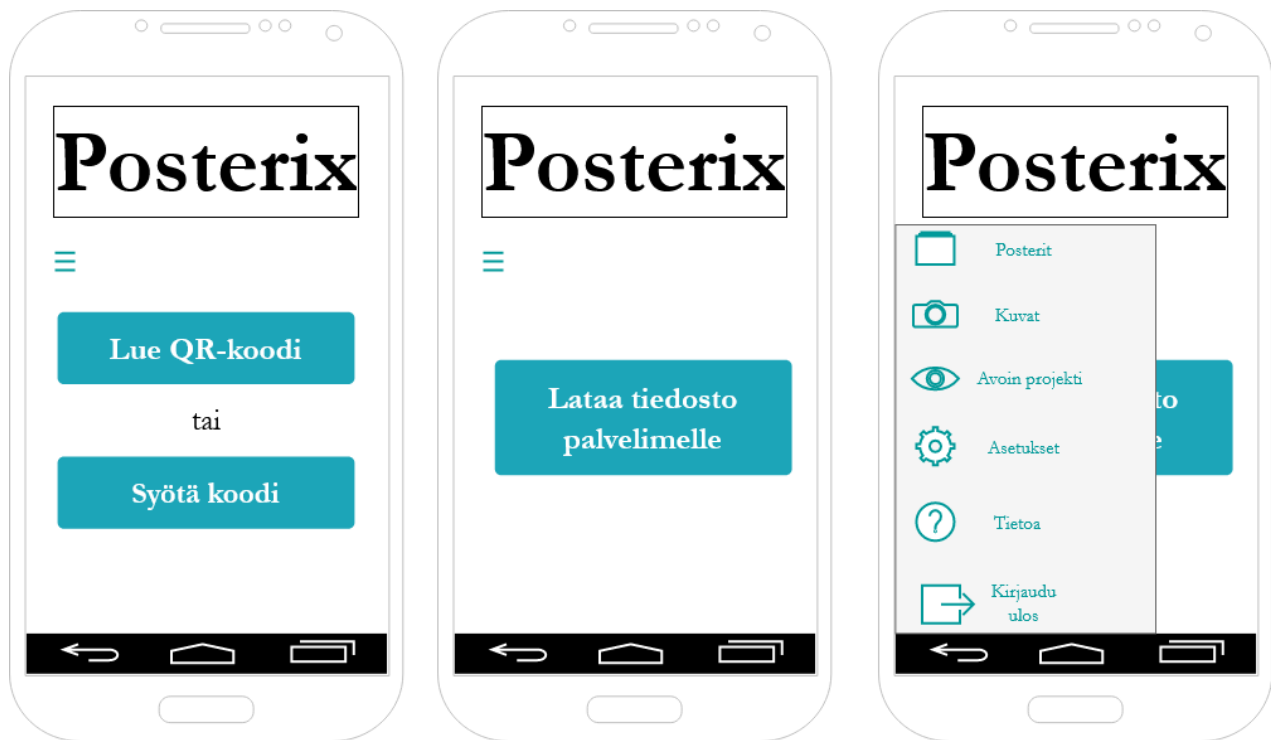 Posterix
Lue QR-koodi
tai
Syötä koodi
Posterix
Lataa tiedosto
palvelimelle
Posterix
Posterit
Kuvat
Avoin projekti
to
Asetukset
e
Tietoa
Kirjaudu
ulos